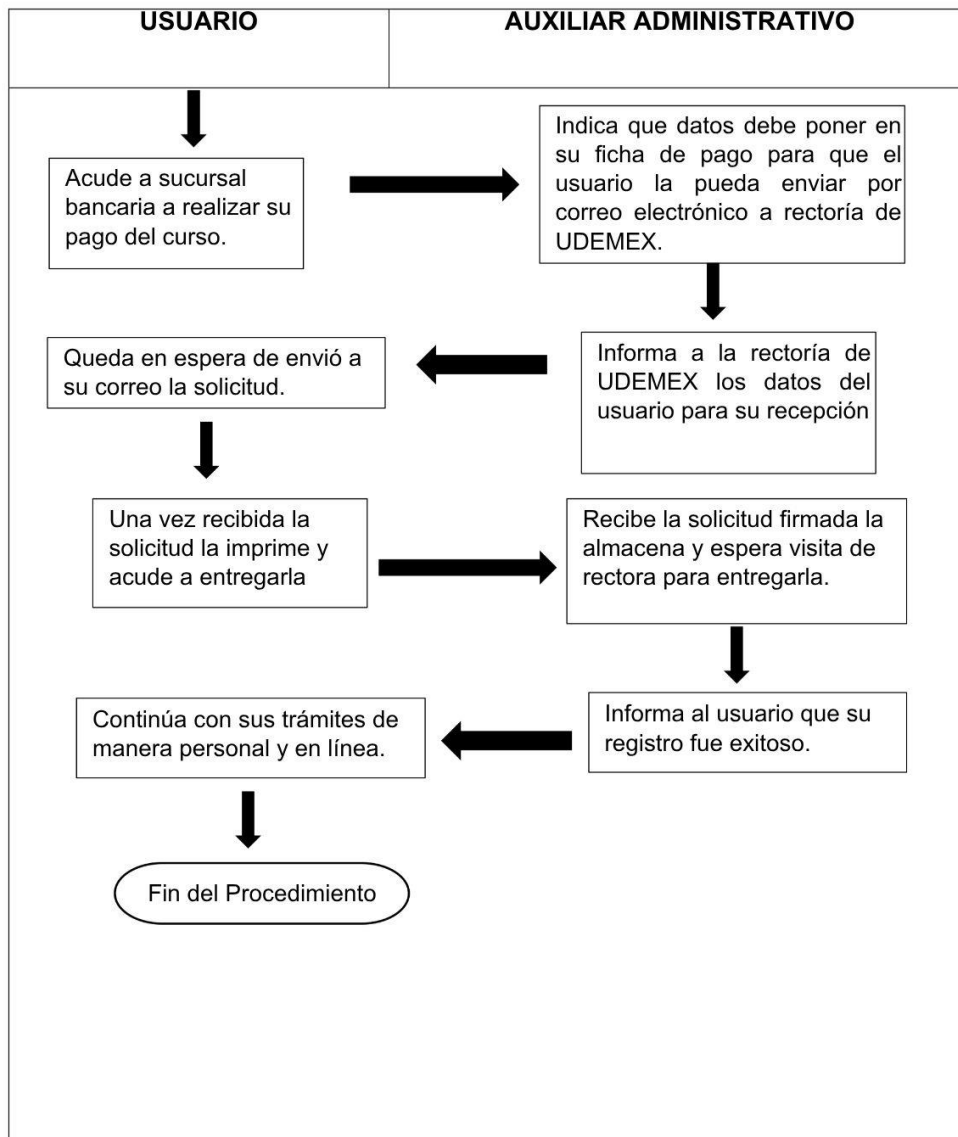 USUARIO
AUXILIAR ADMINISTRATIVO
Acude a sucursal
bancaria a realizar su
pago del curso.
Indica que datos debe poner en
su ficha de pago para que el
usuario la pueda enviar por
correo electrónico a rectoría de
UDEMEX.
Queda en espera de envió a
su correo la solicitud.
Informa a la rectoría de
UDEMEX los datos del
usuario para su recepción
Una vez recibida la
solicitud la imprime y
acude a entregarla
Recibe la solicitud firmada la
almacena y espera visita de
rectora para entregarla.
Continúa con sus trámites de
manera personal y en línea.
Informa al usuario que su
registro fue exitoso.
Fin del Procedimiento